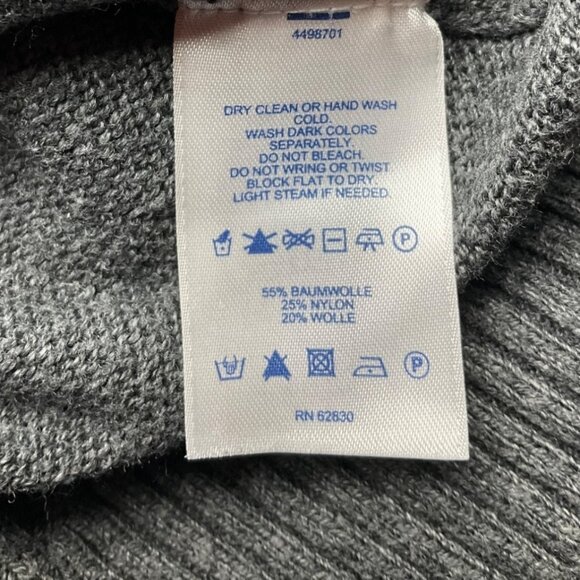 4498701
DRY CLEAN OR HAND WASH
COLD.
WASH DARK COLORS
SEPARATELY.
DO NOT BLEACH.
DO NOT WRING OR TWIST
BLOCK FLAT TO DRY.
LIGHT STEAM IF NEEDED.
P
55% BAUMWOLLE
25% NYLON
20% WOLLE
P
RN 62830